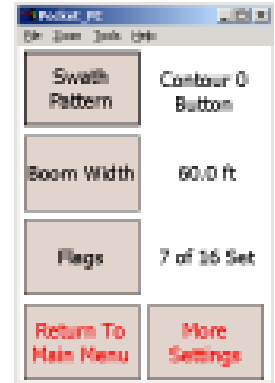 Pocket_PC
File Zoom Tools Help
Swath
Pattern
Contour 0
Button
Boom Width
60.0 ft
Flags
7 of 16 Set
Return To
Main Menu
More
Settings